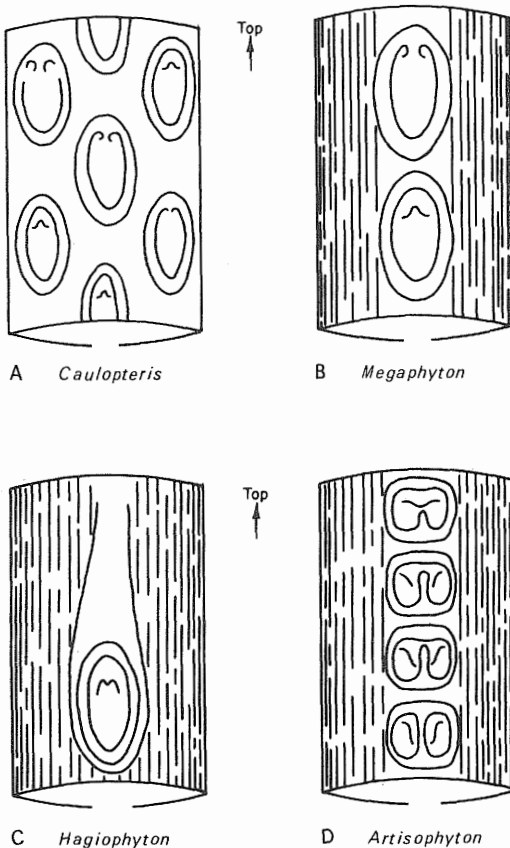 Top
A Caulopteris
B Megaphyton
Top
C Hagiophyton
D Artisophyton